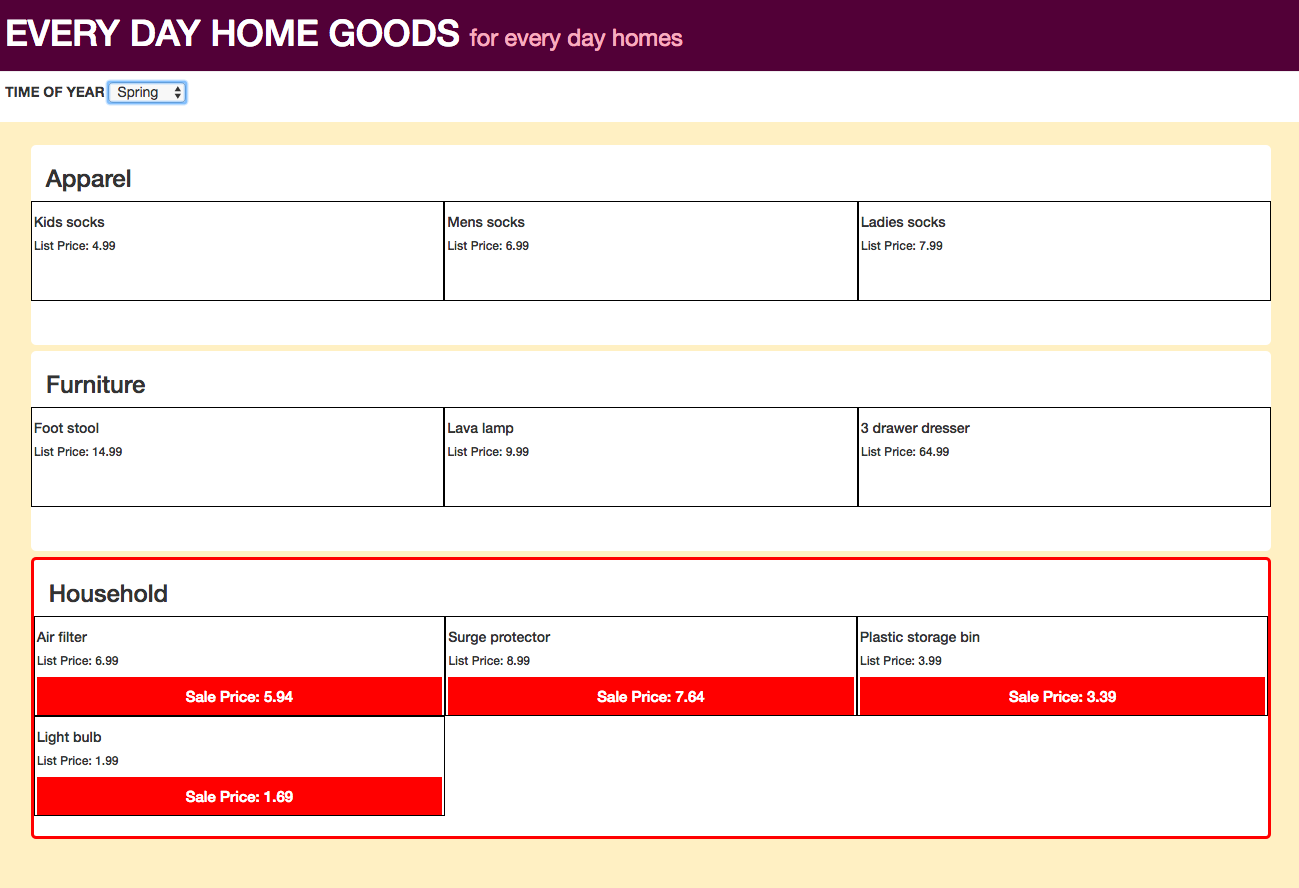 EVERY DAY HOME GOODS for every day homes
TIME OF YEAR Spring
Apparel
Kids socks
List Price: 4.99
Mens socks
List Price: 6.99
Ladies socks
List Price: 7.99
Furniture
Foot stool
List Price: 14.99
Lava lamp
List Price: 9.99
3 drawer dresser
List Price: 64.99
Household
Air filter
List Price: 6.99
Sale Price: 5.94
Surge protector
List Price: 8.99
Sale Price: 7.64
Plastic storage bin
List Price: 3.99
Sale Price: 3.39
Light bulb
List Price: 1.99
Sale Price: 1.69